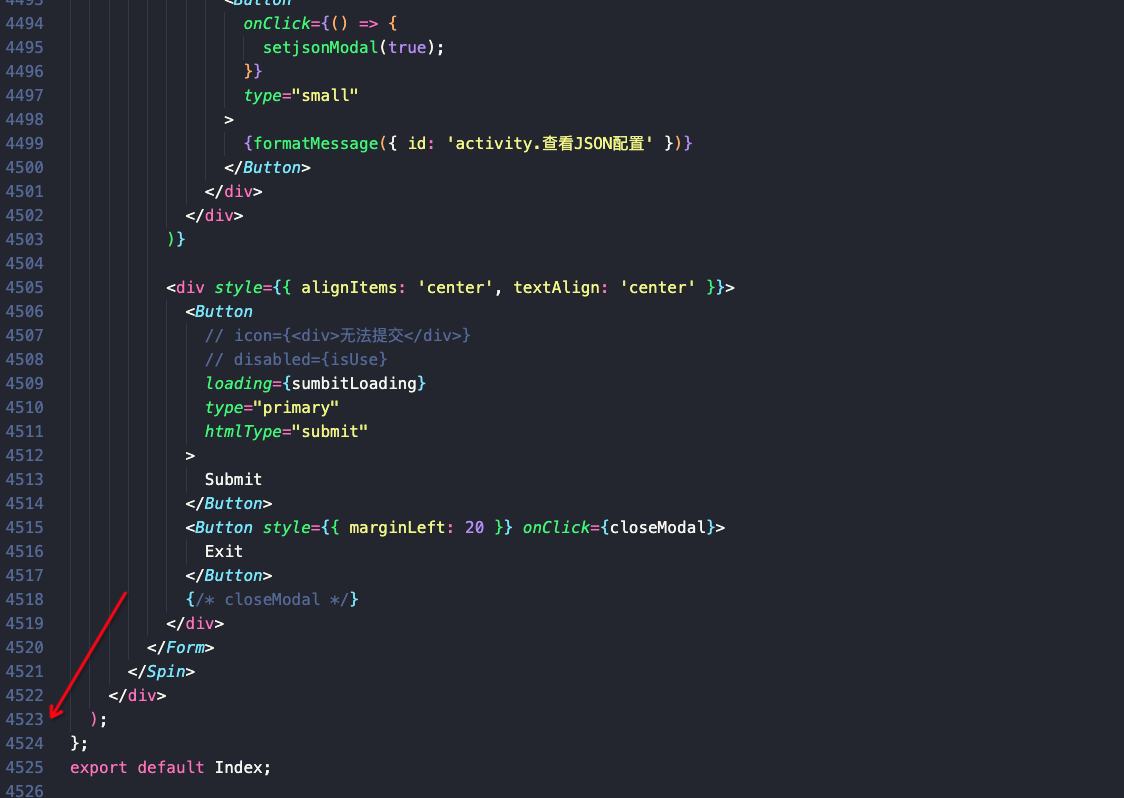 4493 <Button
4494 onClick={() => {
4495 setjsonModal(true);
4496 }}
4497 type="small"
4498 >
4499 {formatMessage({ id: 'activity.查看JSON配置' })}
4500 </Button>
4501 </div>
4502 </div>
4503 )}
4504
4505 <div style={{ alignItems: 'center', textAlign: 'center' }}>
4506 <Button
4507 // icon={<div>无法提交</div>}
4508 // disabled={isUse}
4509 loading={sumbitLoading}
4510 type="primary"
4511 htmlType="submit"
4512 >
4513 Submit
4514 </Button>
4515 <Button style={{ marginLeft: 20 }} onClick={closeModal}>
4516 Exit
4517 </Button>
4518 {/* closeModal */}
4519 </div>
4520 </Form>
4521 </Spin>
4522 </div>
4523 );
4524 };
4525 export default Index;
4526